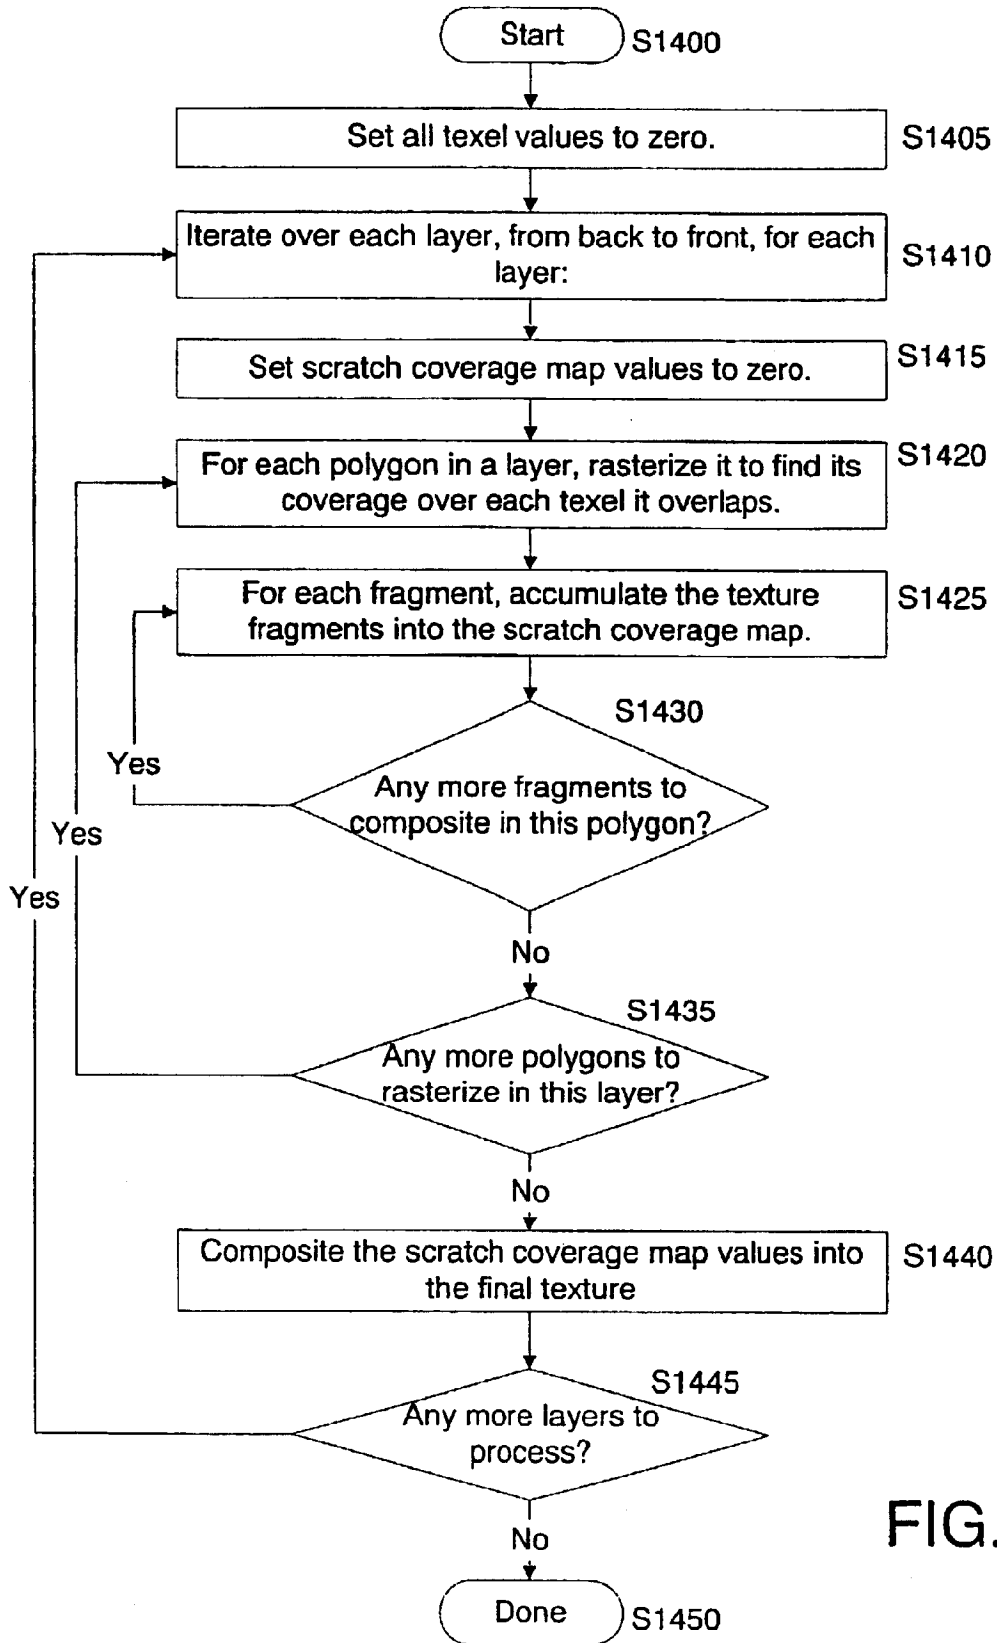 Start
S1400
Set all texel values to zero.
S1405
Iterate over each layer, from back to front, for each
layer:
S1410
Set scratch coverage map values to zero.
S1415
For each polygon in a layer, rasterize it to find its
coverage over each texel it overlaps.
S1420
For each fragment, accumulate the texture
fragments into the scratch coverage map.
S1425
S1430
Any more fragments to
composite in this polygon?
Yes
Yes
Yes
No
S1435
Any more polygons to
rasterize in this layer?
No
Composite the scratch coverage map values into
the final texture
S1440
S1445
Any more layers to
process?
No
FIG.
Done
S1450